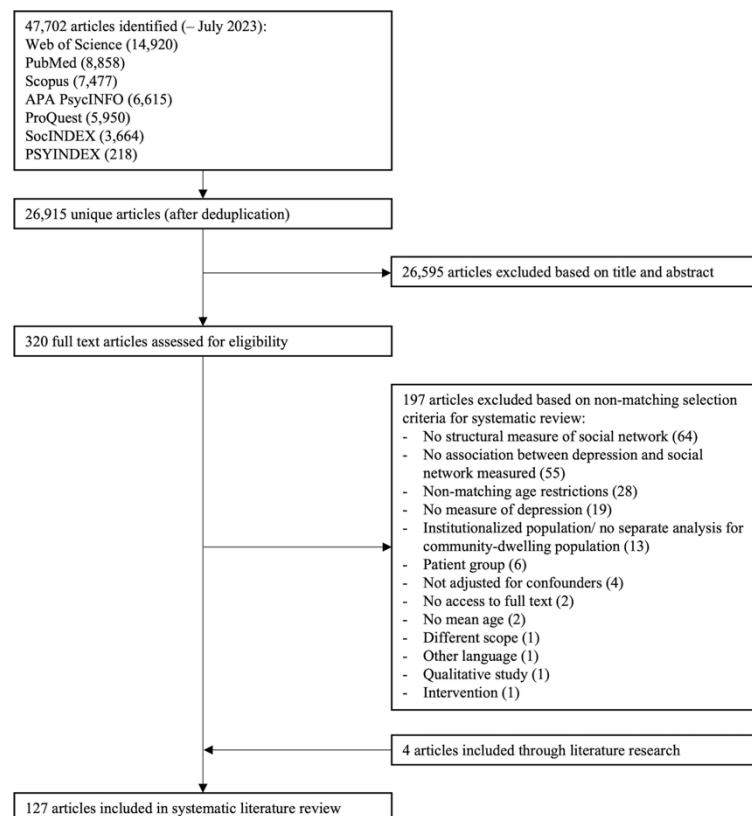 47,702 articles identified (– July 2023):
Web of Science (14,920)
PubMed (8,858)
Scopus (7,477)
APA PsycINFO (6,615)
ProQuest (5,950)
SocINDEX (3,664)
PSYINDEX (218)
26,915 unique articles (after deduplication)
26,595 articles excluded based on title and abstract
320 full text articles assessed for eligibility
197 articles excluded based on non-matching selection
criteria for systematic review:
- No structural measure of social network (64)
- No association between depression and social
network measured (55)
- Non-matching age restrictions (28)
- No measure of depression (19)
- Institutionalized population/ no separate analysis for
community-dwelling population (13)
- Patient group (6)
- Not adjusted for confounders (4)
- No access to full text (2)
- No mean age (2)
- Different scope (1)
- Other language (1)
- Qualitative study (1)
- Intervention (1)
4 articles included through literature research
127 articles included in systematic literature review